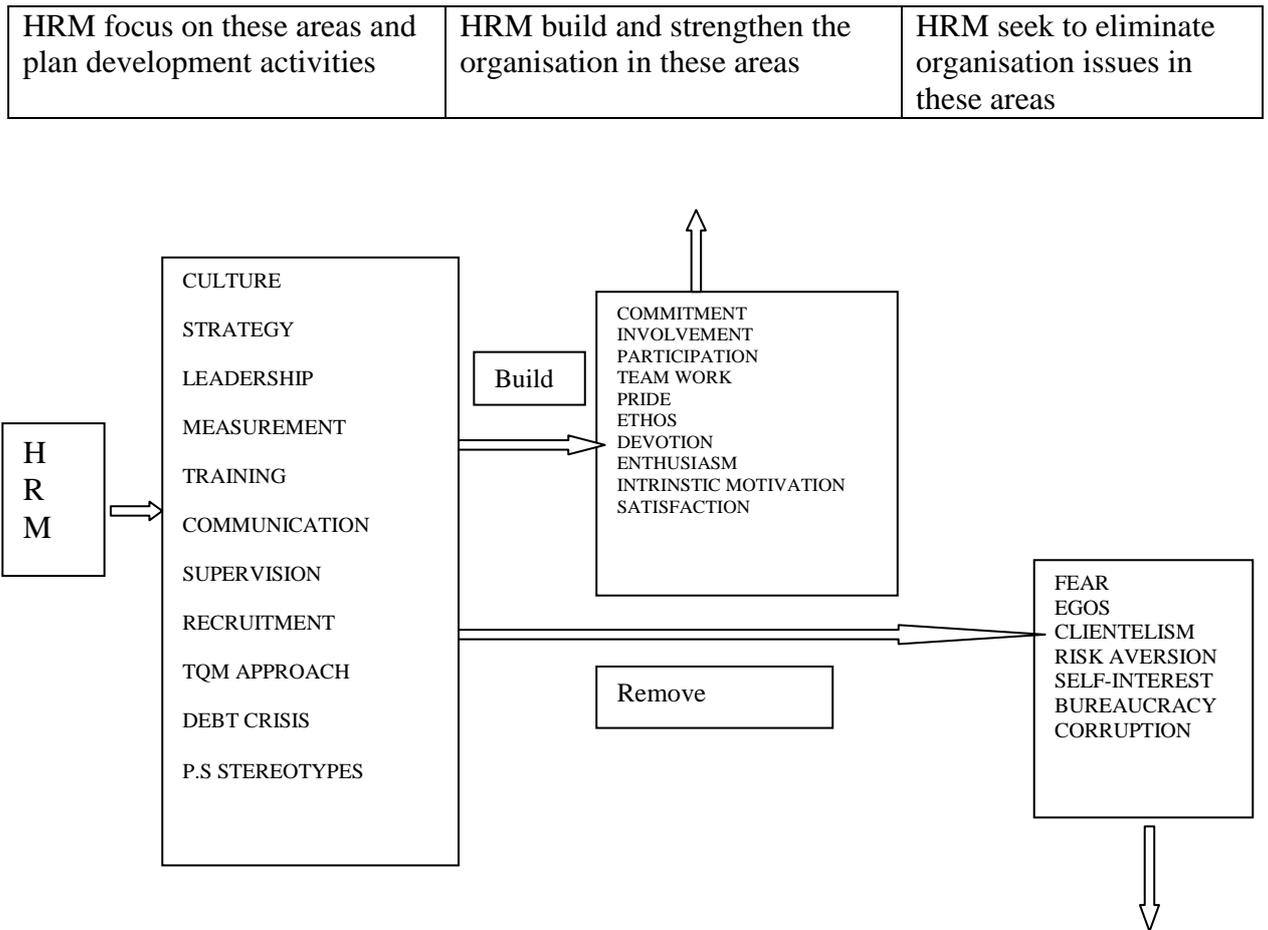 HRM focus on these areas and
plan development activities
HRM build and strengthen the
organisation in these areas
HRM seek to eliminate
organisation issues in
these areas
H
R
M
CULTURE
STRATEGY
LEADERSHIP
MEASUREMENT
TRAINING
COMMUNICATION
SUPERVISION
RECRUITMENT
TQM APPROACH
DEBT CRISIS
P.S STEREOTYPES
Build
COMMITMENT
INVOLVEMENT
PARTICIPATION
TEAM WORK
PRIDE
ETHOS
DEVOTION
ENTHUSIASM
INTRINSTIC MOTIVATION
SATISFACTION
Remove
FEAR
EGOS
CLIENTELISM
RISK AVERSION
SELF-INTEREST
BUREAUCRACY
CORRUPTION